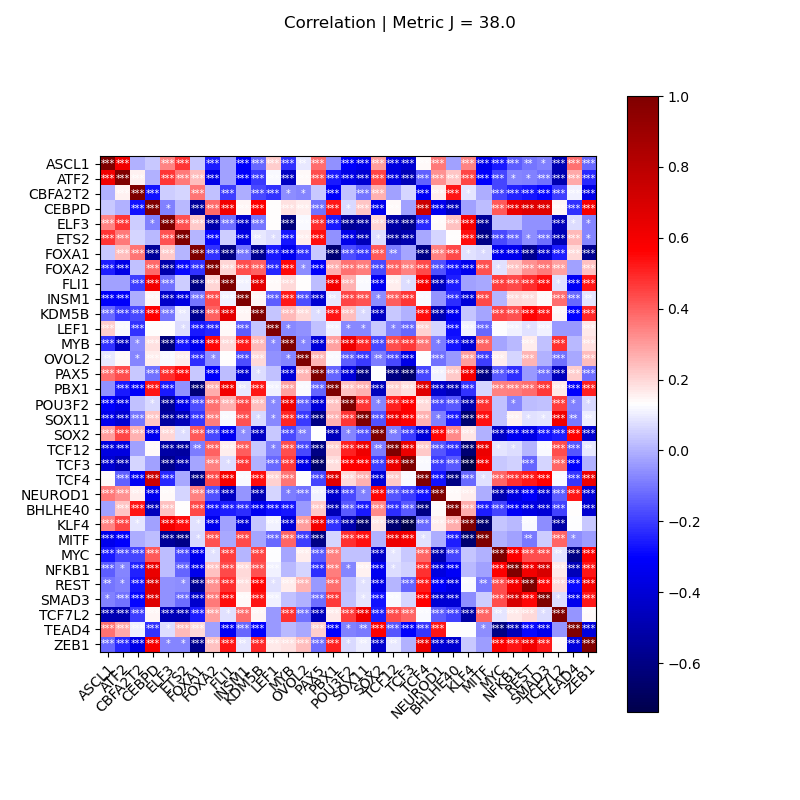 Correlation | Metric J = 38.0
ASCL1
ATF2
CBFA2T2
CEBPD
ELF3
ETS2
FOXA1
FOXA2
FLI1
INSM1
KDM5B
LEF1
MYB
OVOL2
PAX5
PBX1
POU3F2
SOX11
SOX2
TCF12
TCF3
TCF4
NEUROD1
BHLHE40
KLF4
MITF
MYC
NFKB1
REST
SMAD3
TCF7L2
TEAD4
ZEB1
ASCL1
ATF2
CBFA2T2
CEBPD
ELF3
ETS2
FOXA1
FOXA2
FLI1
INSM1
KDM5B
LEF1
MYB
OVOL2
PAX5
PBX1
POU3F2
SOX11
SOX2
TCF12
TCF3
TCF4
NEUROD1
BHLHE40
KLF4
MITF
MYC
NFKB1
REST
SMAD3
TCF7L2
TEAD4
ZEB1
1.0
0.8
0.6
0.4
0.2
0.0
−0.2
−0.4
−0.6